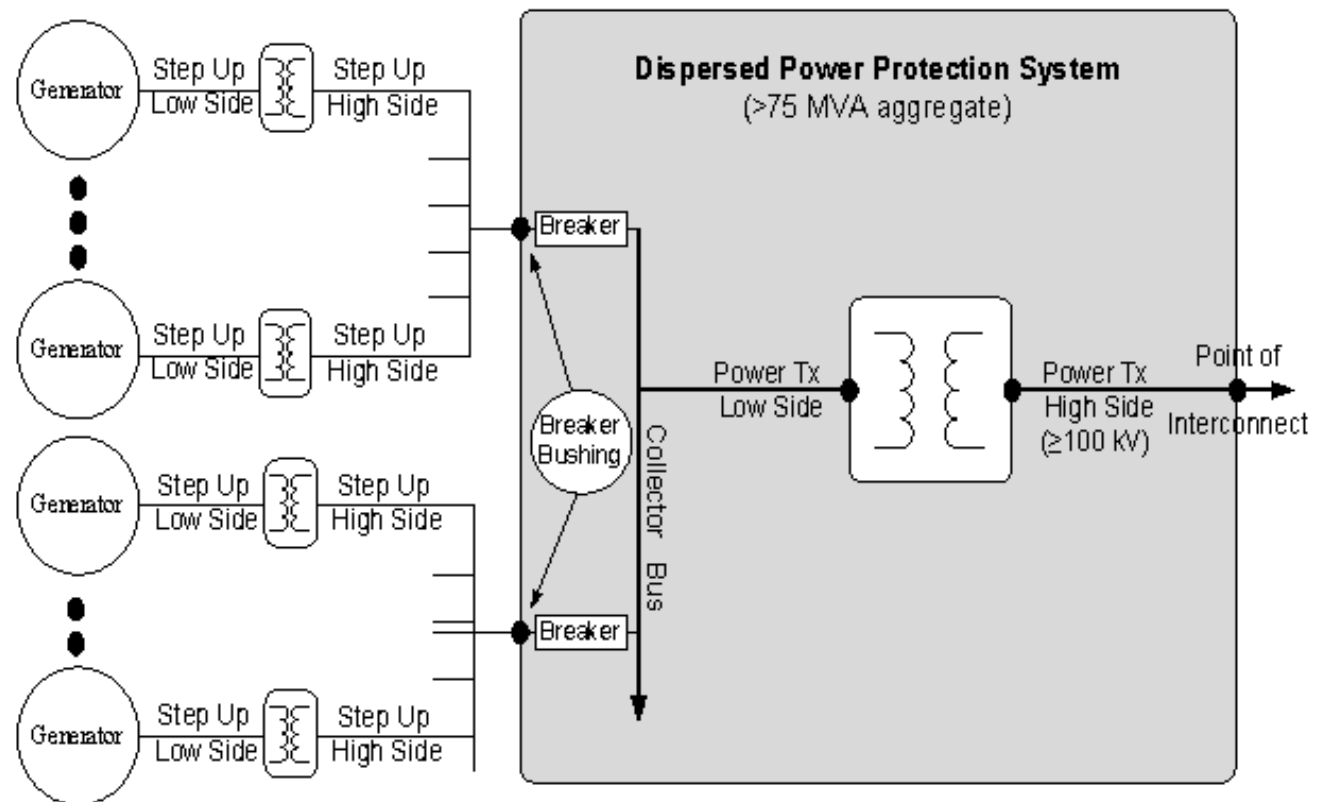 Dispersed Power Protection System
(>75 MVA aggregate)
Generator
Step Up
Low Side
Step Up
High Side
Breaker
Generator
Step Up
Low Side
Step Up
High Side
Breaker
Bushing
Collector Bus
Power Tx
Low Side
Power Tx
High Side
(≥100 kV)
Point of
Interconnect
Generator
Step Up
Low Side
Step Up
High Side
Breaker
Generator
Step Up
Low Side
Step Up
High Side